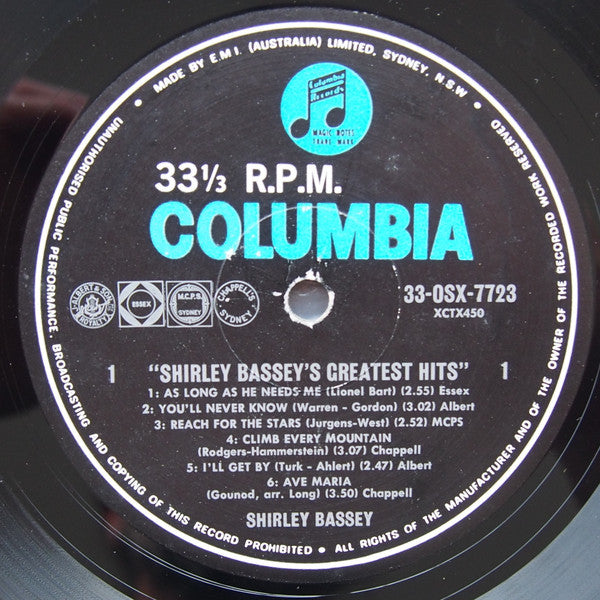 • MADE BY E.M.I. (AUSTRALIA) LIMITED, SYDNEY, N.S.W •
UNAUTHORISED PUBLIC PERFORMANCE, BROADCASTING AND COPYING OF THIS RECORD PROHIBITED • ALL RIGHTS OF THE MANUFACTURER AND OF THE OWNER OF THE RECORDED WORK RESERVED
Columbia
Records
MAGIC NOTES
TRADE MARK
33⅓ R.P.M.
COLUMBIA
ALBERT & SONS
ROYALTY
ESSEX
M.C.P.S.
SYDNEY
CHAPPELLS
SYDNEY
33-OSX-7723
XCTX450
1 "SHIRLEY BASSEY'S GREATEST HITS" 1
1: AS LONG AS HE NEEDS ME (Lionel Bart) (2.55) Essex
2: YOU'LL NEVER KNOW (Warren - Gordon) (3.02) Albert
3: REACH FOR THE STARS (Jurgens-West) (2.52) MCPS
4: CLIMB EVERY MOUNTAIN
(Rodgers-Hammerstein) (3.07) Chappell
5: I'LL GET BY (Turk - Ahlert) (2.47) Albert
6: AVE MARIA
(Gounod, arr. Long) (3.50) Chappell
SHIRLEY BASSEY